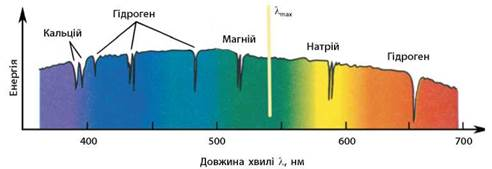 Гідроген
λmax
Кальцій
Магній
Натрій
Гідроген
Енергія
400
500
600
700
Довжина хвилі λ, нм